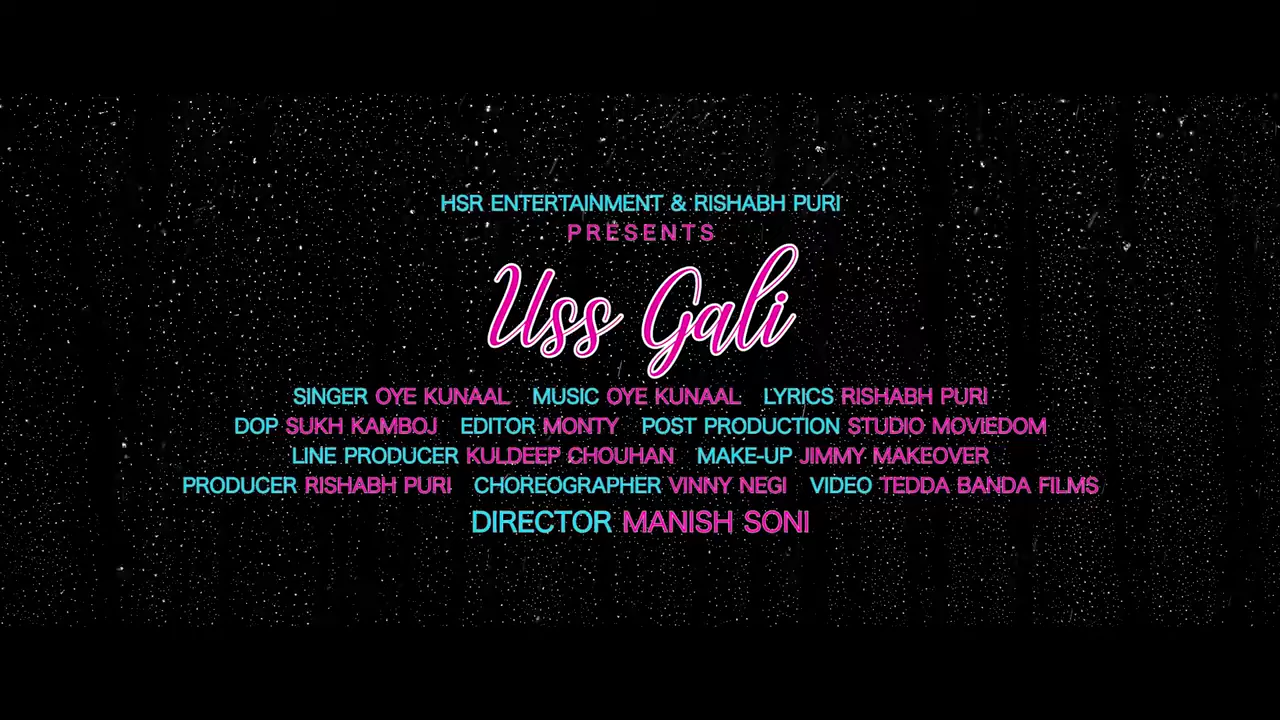 HSR ENTERTAINMENT & RISHABH PURI
PRESENTS
Uss Gali
SINGER OYE KUNAAL MUSIC OYE KUNAAL LYRICS RISHABH PURI
DOP SUKH KAMBOJ EDITOR MONTY POST PRODUCTION STUDIO MOVIEDOM
LINE PRODUCER KULDEEP CHOUHAN MAKE-UP JIMMY MAKEOVER
PRODUCER RISHABH PURI CHOREOGRAPHER VINNY NEGI VIDEO TEDDA BANDA FILMS
DIRECTOR MANISH SONI